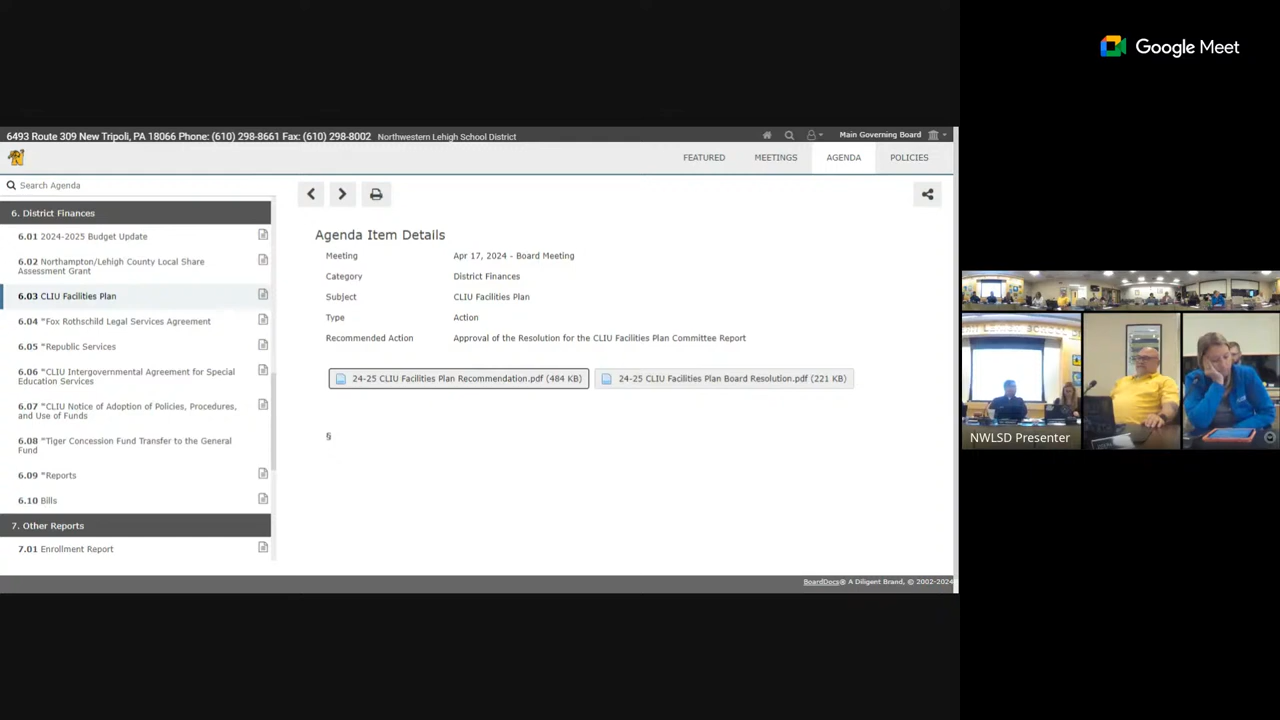 Google Meet
6493 Route 309 New Tripoli, PA 18066 Phone: (610) 298-8661 Fax: (610) 298-8002 Northwestern Lehigh School District
Main Governing Board
FEATURED MEETINGS AGENDA POLICIES
Search Agenda
6. District Finances
6.01 2024-2025 Budget Update
6.02 Northampton/Lehigh County Local Share
Assessment Grant
6.03 CLIU Facilities Plan
6.04 "Fox Rothschild Legal Services Agreement
6.05 "Republic Services
6.06 "CLIU Intergovernmental Agreement for Special
Education Services
6.07 "CLIU Notice of Adoption of Policies, Procedures,
and Use of Funds
6.08 "Tiger Concession Fund Transfer to the General
Fund
6.09 "Reports
6.10 Bills
7. Other Reports
7.01 Enrollment Report
Agenda Item Details
Meeting Apr 17, 2024 - Board Meeting
Category District Finances
Subject CLIU Facilities Plan
Type Action
Recommended Action Approval of the Resolution for the CLIU Facilities Plan Committee Report
24-25 CLIU Facilities Plan Recommendation.pdf (484 KB) 24-25 CLIU Facilities Plan Board Resolution.pdf (221 KB)
§
BoardDocs® A Diligent Brand, © 2002-2024
NWLSD Presenter